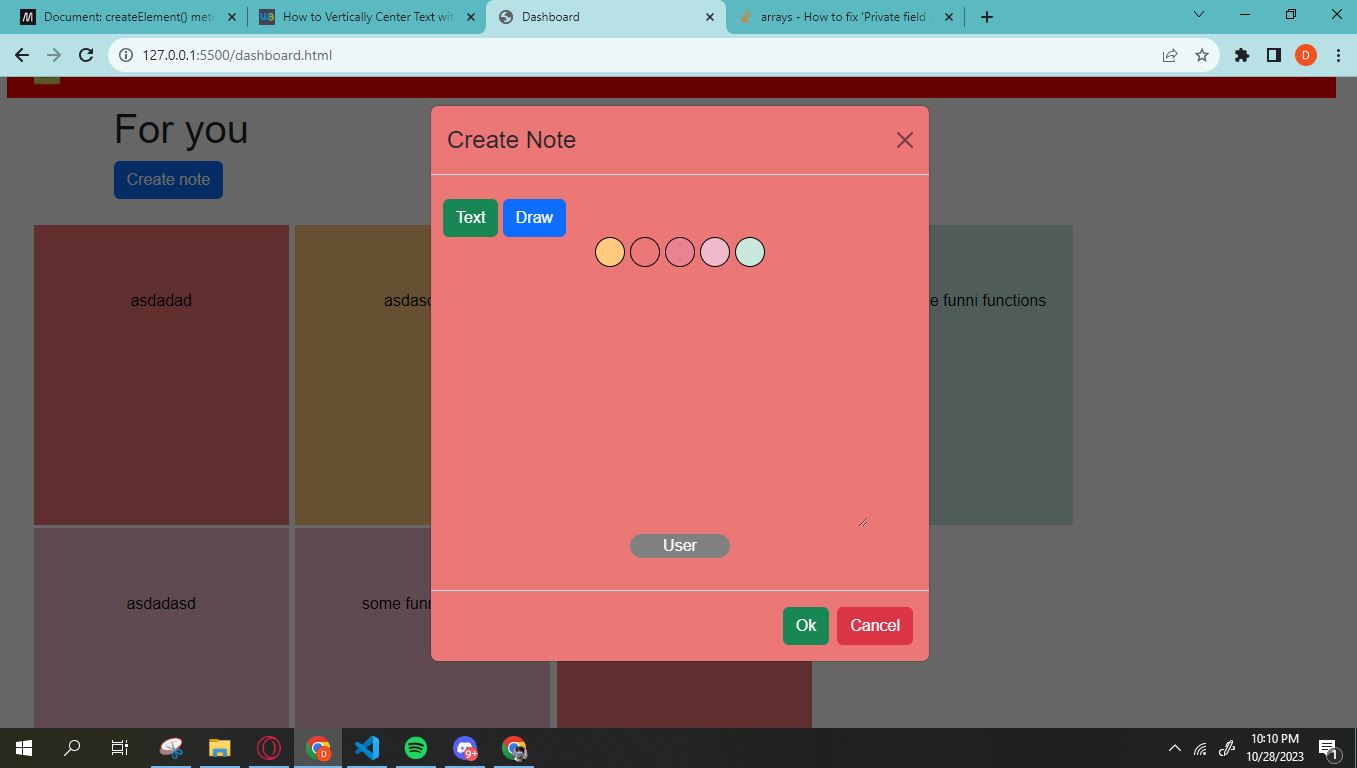 Document: createElement() met
How to Vertically Center Text wit
Dashboard
arrays - How to fix 'Private field
127.0.0.1:5500/dashboard.html
D
For you
Create note
Create Note
Text Draw
asdadad
asdasd
e funni functions
User
asdadasd
some funn
Ok Cancel
D
9+
10:10 PM
10/28/2023
1